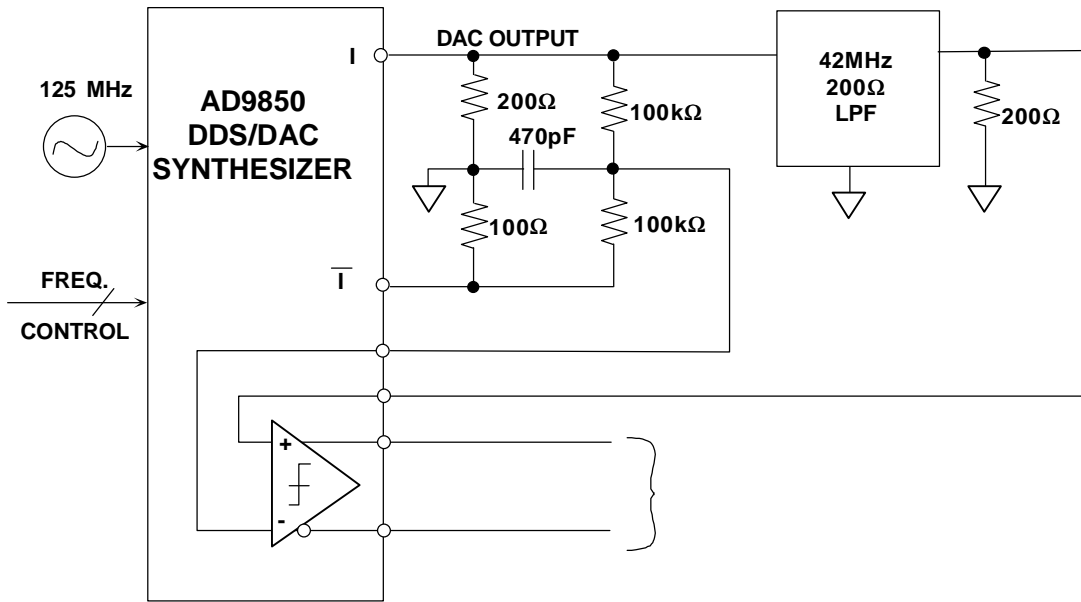 I
DAC OUTPUT
42MHz
200Ω
LPF
125 MHz
AD9850
DDS/DAC
SYNTHESIZER
200Ω
100kΩ
200Ω
470pF
100Ω
100kΩ
I̅
FREQ.
CONTROL
+
-